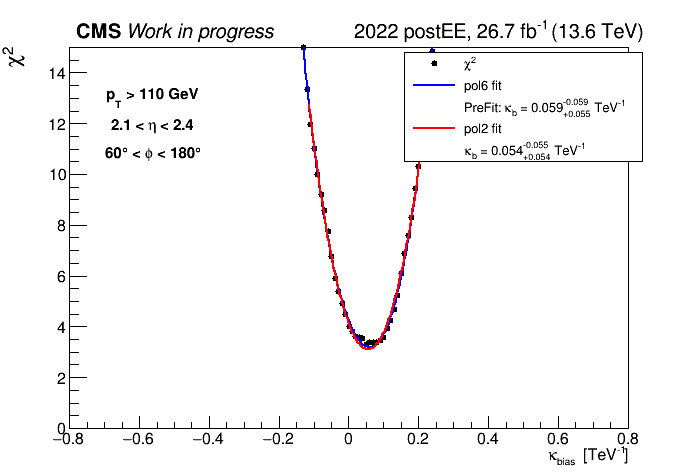 CMS Work in progress 2022 postEE, 26.7 fb⁻¹ (13.6 TeV)
χ²
p_T > 110 GeV
2.1 < η < 2.4
60° < ϕ < 180°
χ²
pol6 fit
PreFit: κ_b = 0.059 -0.059 +0.055 TeV⁻¹
pol2 fit
κ_b = 0.054 -0.055 +0.054 TeV⁻¹
14
12
10
8
6
4
2
0
−0.8 −0.6 −0.4 −0.2 0 0.2 0.4 0.6 0.8
κ_bias [TeV⁻¹]